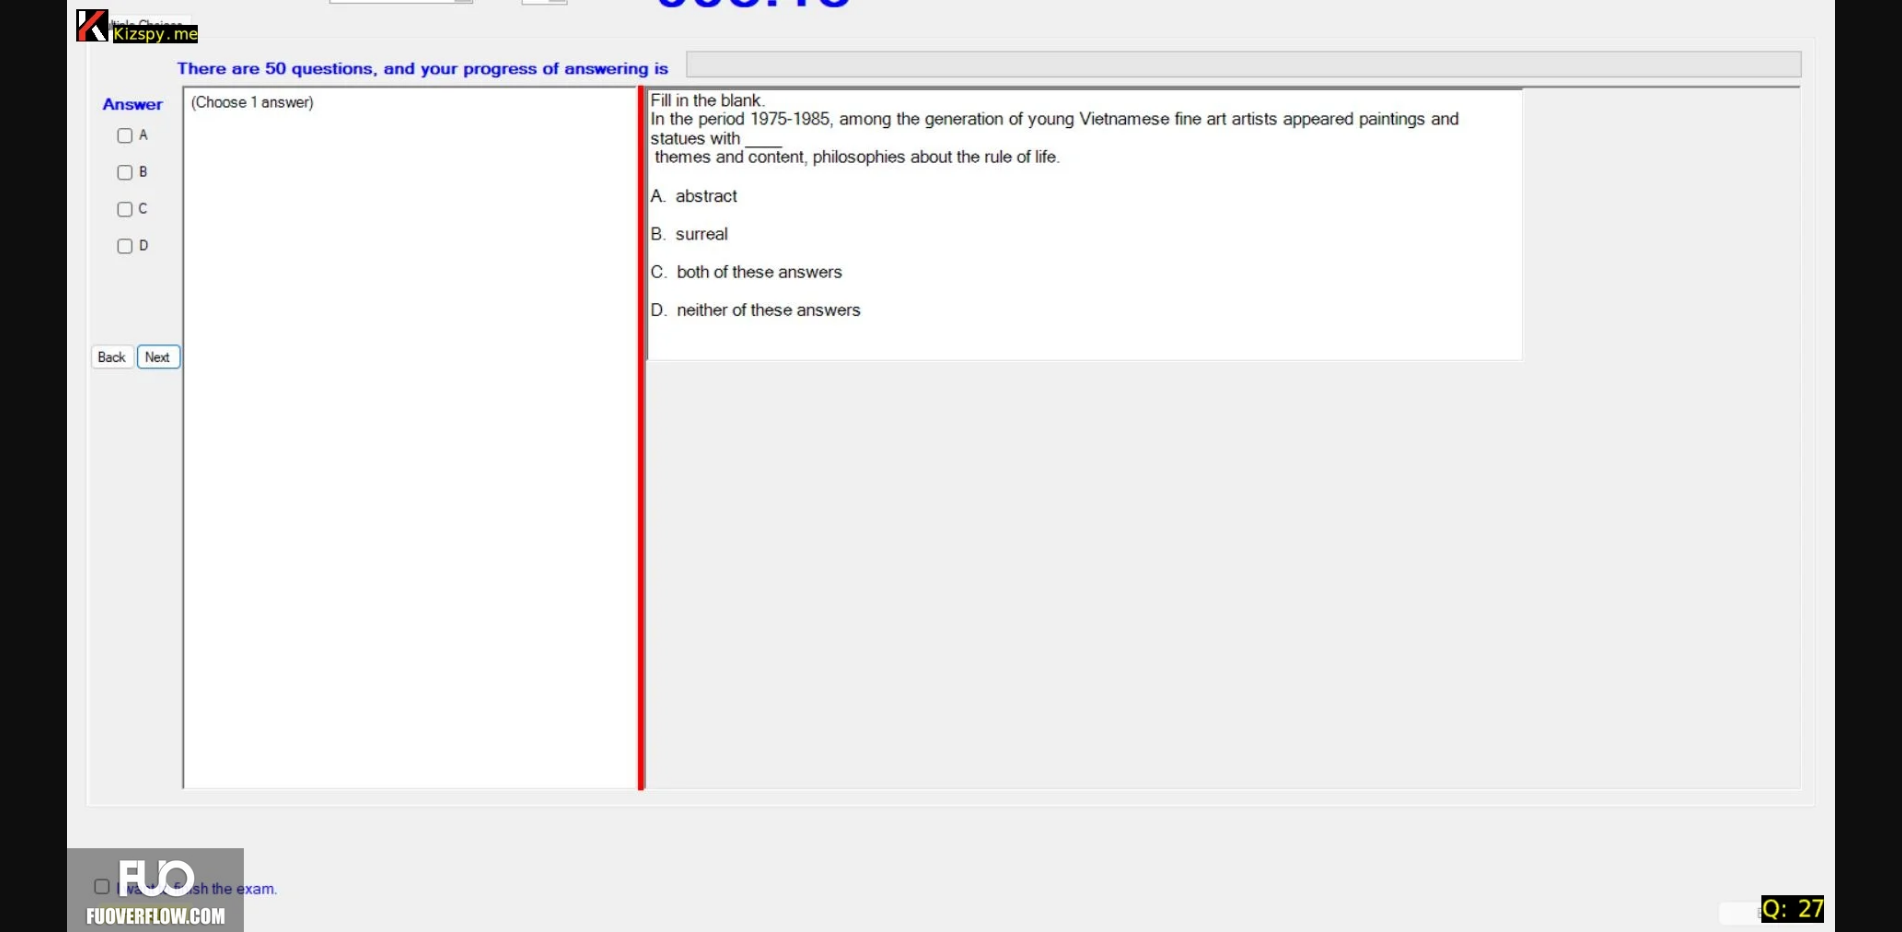 Kizspy.me
There are 50 questions, and your progress of answering is
Answer
(Choose 1 answer)
A
B
C
D
Back
Next
Fill in the blank.
In the period 1975-1985, among the generation of young Vietnamese fine art artists appeared paintings and
statues with ____
themes and content, philosophies about the rule of life.
A. abstract
B. surreal
C. both of these answers
D. neither of these answers
FUO
finish the exam.
FUOVERFLOW.COM
Q: 27